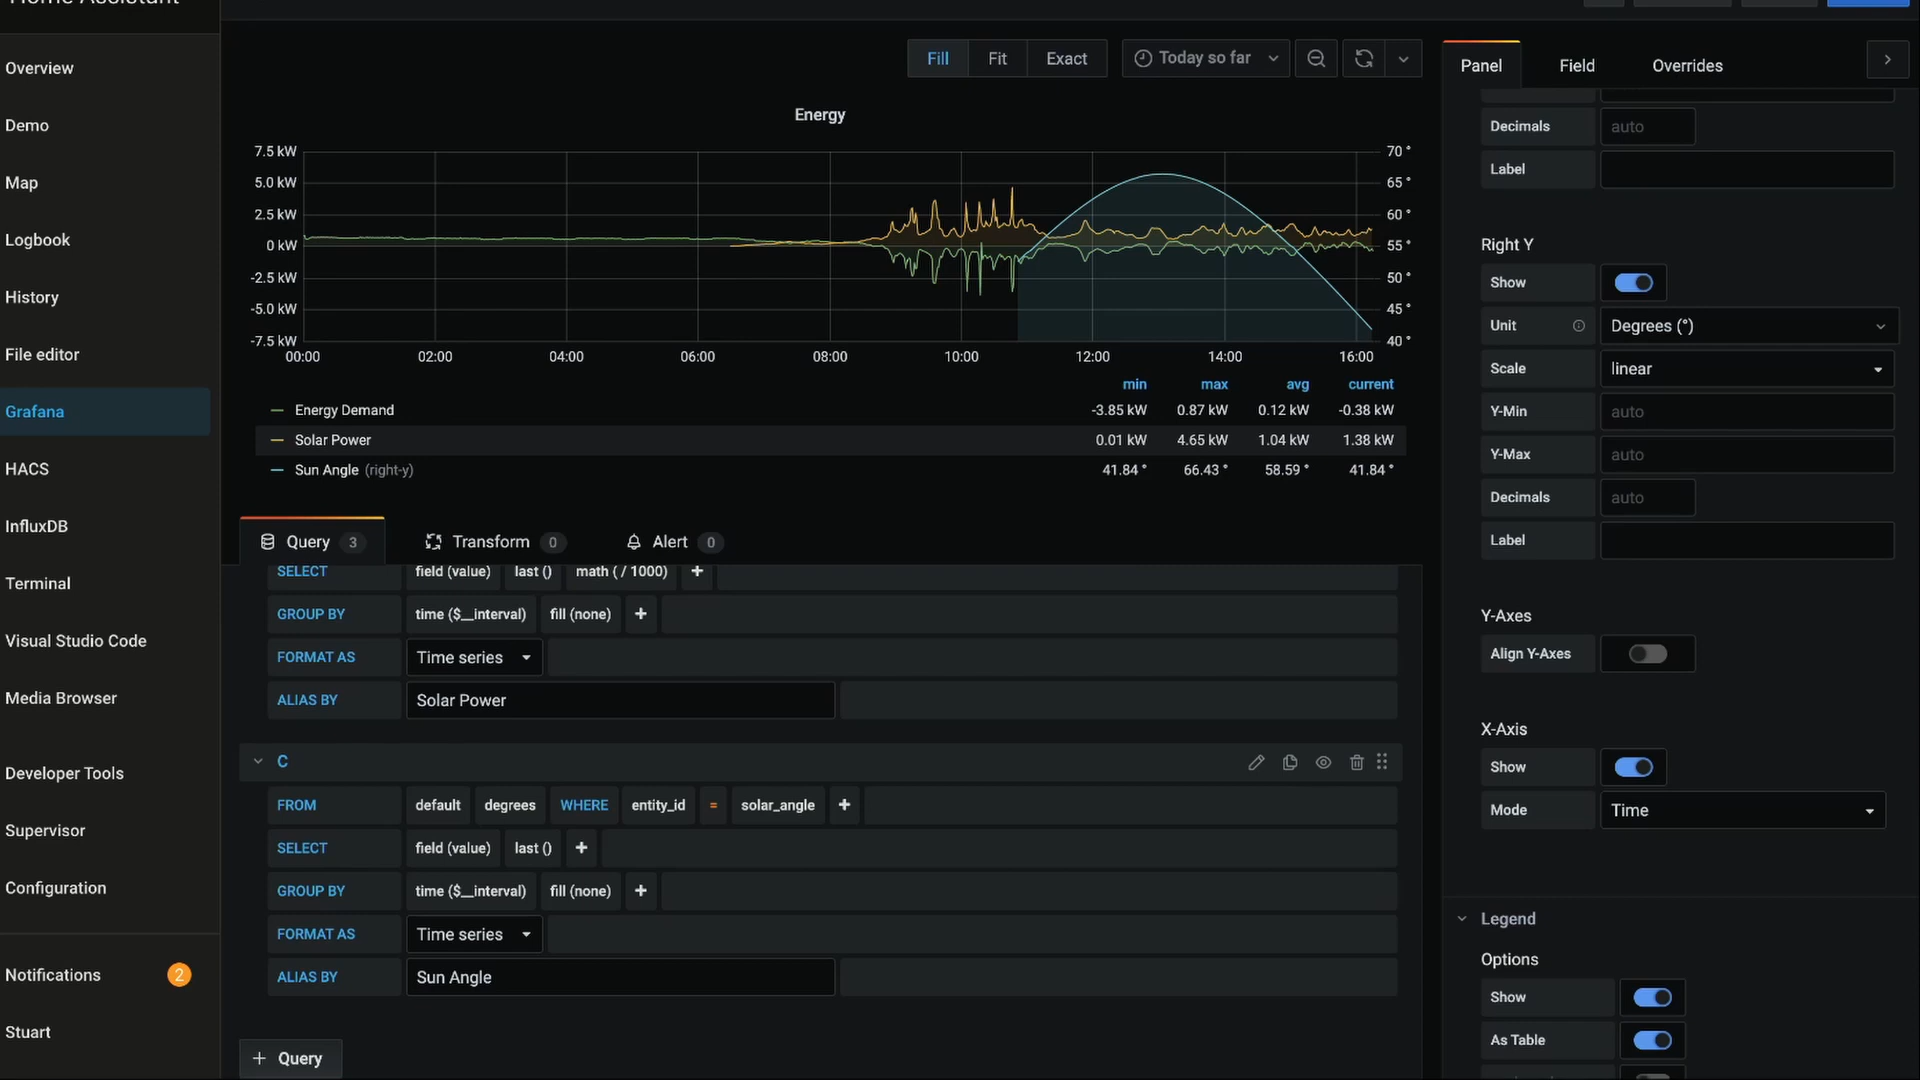 Home Assistant
Overview
Demo
Map
Logbook
History
File editor
Grafana
HACS
InfluxDB
Terminal
Visual Studio Code
Media Browser
Developer Tools
Supervisor
Configuration
Notifications 2
Stuart
Fill Fit Exact Today so far
Energy
7.5 kW 70 °
5.0 kW 65 °
2.5 kW 60 °
0 kW 55 °
-2.5 kW 50 °
-5.0 kW 45 °
-7.5 kW 40 °
00:00 02:00 04:00 06:00 08:00 10:00 12:00 14:00 16:00
min max avg current
Energy Demand -3.85 kW 0.87 kW 0.12 kW -0.38 kW
Solar Power 0.01 kW 4.65 kW 1.04 kW 1.38 kW
Sun Angle (right-y) 41.84 ° 66.43 ° 58.59 ° 41.84 °
Query 3 Transform 0 Alert 0
SELECT field (value) last () math ( / 1000) +
GROUP BY time ($__interval) fill (none) +
FORMAT AS Time series
ALIAS BY Solar Power
C
FROM default degrees WHERE entity_id = solar_angle +
SELECT field (value) last () +
GROUP BY time ($__interval) fill (none) +
FORMAT AS Time series
ALIAS BY Sun Angle
+ Query
Panel Field Overrides
Decimals auto
Label
Right Y
Show
Unit Degrees (°)
Scale linear
Y-Min auto
Y-Max auto
Decimals auto
Label
Y-Axes
Align Y-Axes
X-Axis
Show
Mode Time
Legend
Options
Show
As Table